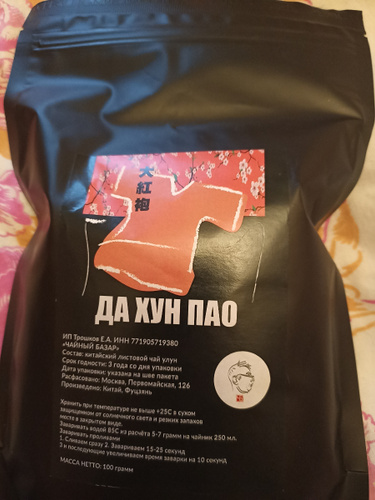 大
紅
袍
ДА ХУН ПАО
ИП Трошков Е.А. ИНН 771905719380
«ЧАЙНЫЙ БАЗАР»
Состав: китайский листовой чай улун
Срок годности: 3 года со дня упаковки
Дата упаковки: указана на шве пакета
Расфасовано: Москва, Первомайская, 126
Произведено: Китай, Фуцзянь
Хранить при температуре не выше +25С в сухом
защищенном от солнечного света и резких запахов
месте в закрытом виде.
Заваривать водой 85С из расчёта 5-7 грамм на чайник 250 мл.
Заваривать проливами
1. Сливаем сразу 2. Завариваем 15-25 секунд
3 и последующие увеличиваем время заварки на 10 секунд
МАССА НЕТТО: 100 грамм